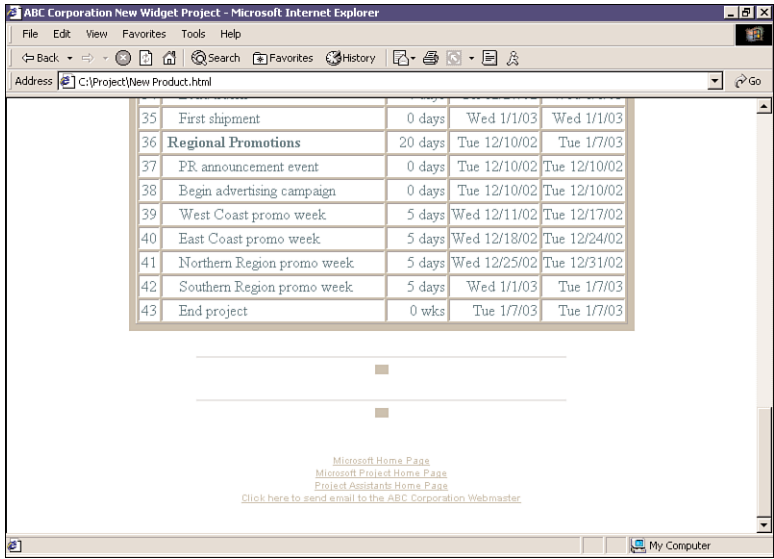 ABC Corporation New Widget Project - Microsoft Internet Explorer
File Edit View Favorites Tools Help
Back Search Favorites History
Address C:\Project\New Product.html Go
35 First shipment 0 days Wed 1/1/03 Wed 1/1/03
36 Regional Promotions 20 days Tue 12/10/02 Tue 1/7/03
37 PR announcement event 0 days Tue 12/10/02 Tue 12/10/02
38 Begin advertising campaign 0 days Tue 12/10/02 Tue 12/10/02
39 West Coast promo week 5 days Wed 12/11/02 Tue 12/17/02
40 East Coast promo week 5 days Wed 12/18/02 Tue 12/24/02
41 Northern Region promo week 5 days Wed 12/25/02 Tue 12/31/02
42 Southern Region promo week 5 days Wed 1/1/03 Tue 1/7/03
43 End project 0 wks Tue 1/7/03 Tue 1/7/03
Microsoft Home Page
Microsoft Project Home Page
Project Assistants Home Page
Click here to send email to the ABC Corporation Webmaster
My Computer